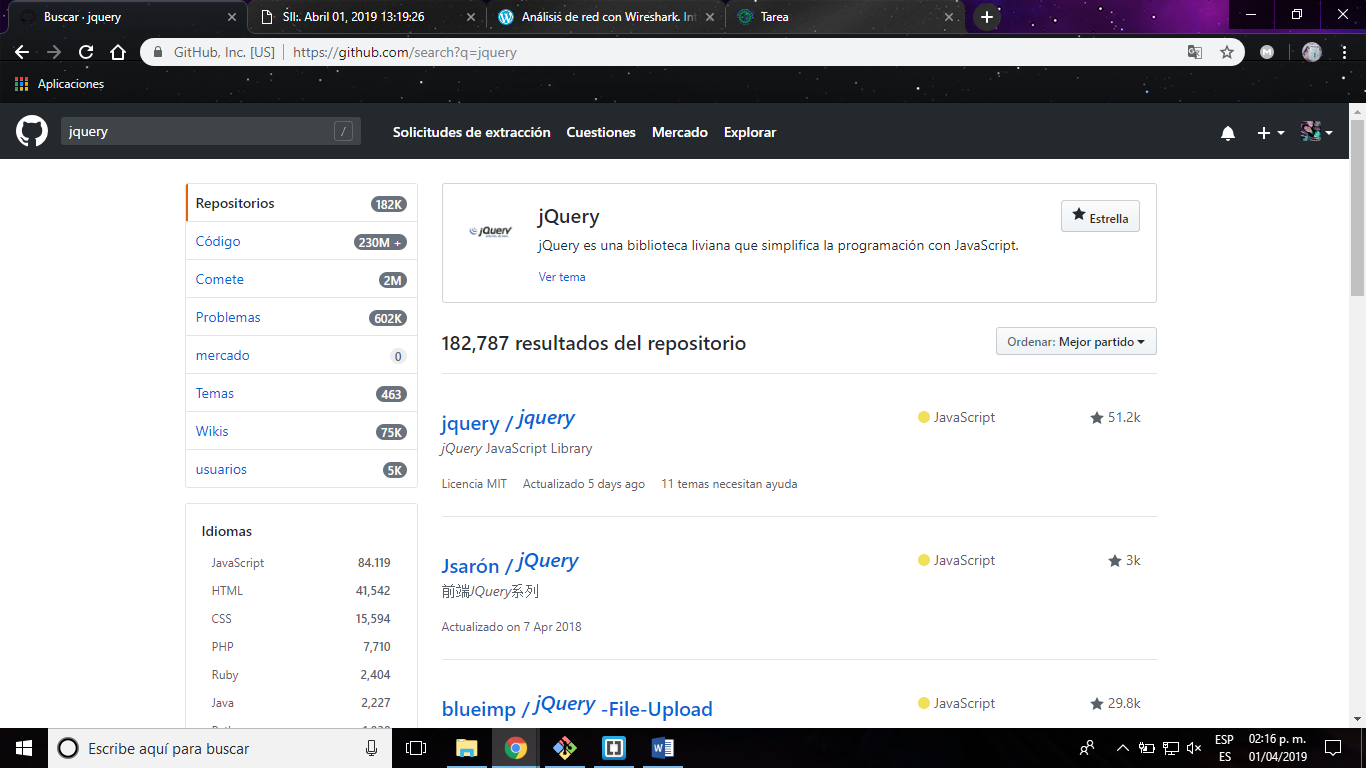 Buscar · jquery
Sll:. Abril 01, 2019 13:19:26
Análisis de red con Wireshark. Int
Tarea
GitHub, Inc. [US]
https://github.com/search?q=jquery
Aplicaciones
jquery
/
Solicitudes de extracción
Cuestiones
Mercado
Explorar
Repositorios 182K
Código 230M +
Comete 2M
Problemas 602K
mercado 0
Temas 463
Wikis 75K
usuarios 5K
Idiomas
JavaScript 84.119
HTML 41,542
CSS 15,594
PHP 7,710
Ruby 2,404
Java 2,227
jQuery
jQuery
jQuery es una biblioteca liviana que simplifica la programación con JavaScript.
Ver tema
Estrella
182,787 resultados del repositorio
Ordenar: Mejor partido
jquery / jquery
JavaScript
51.2k
jQuery JavaScript Library
Licencia MIT Actualizado 5 days ago 11 temas necesitan ayuda
Jsarón / jQuery
JavaScript
3k
前端JQuery系列
Actualizado on 7 Apr 2018
blueimp / jQuery -File-Upload
JavaScript
29.8k
Escribe aquí para buscar
ESP
ES
02:16 p. m.
01/04/2019